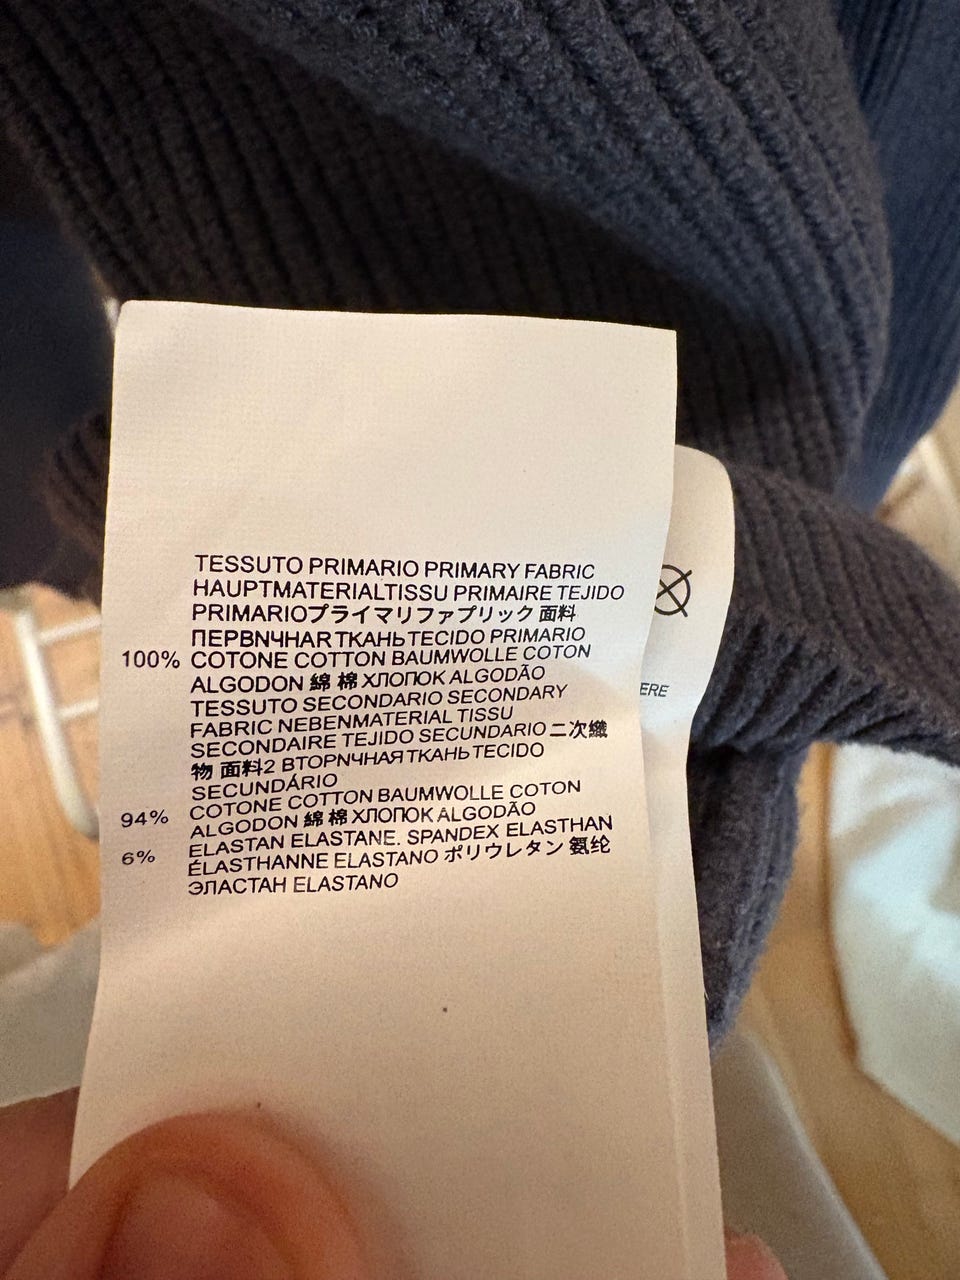 TESSUTO PRIMARIO PRIMARY FABRIC
HAUPTMATERIALTISSU PRIMAIRE TEJIDO
PRIMARIOプライマリファブリック 面料
ПEPBNЧHAЯ TKAHЬ TECIDO PRIMARIO
100% COTONE COTTON BAUMWOLLE COTON
ALGODON 綿 棉 ХЛОПОК ALGODÃO
TESSUTO SECONDARIO SECONDARY
FABRIC NEBENMATERIAL TISSU
SECONDAIRE TEJIDO SECUNDARIO 二次織
物 面料2 BTOPNЧHAЯ TKAHЬ TECIDO
SECUNDÁRIO
94% COTONE COTTON BAUMWOLLE COTON
ALGODON 綿 棉 ХЛОПОК ALGODÃO
6% ELASTAN ELASTANE. SPANDEX ELASTHAN
ÉLASTHANNE ELASTANO ポリウレタン 氨纶
ЭЛАСТАН ELASTANO
ERE